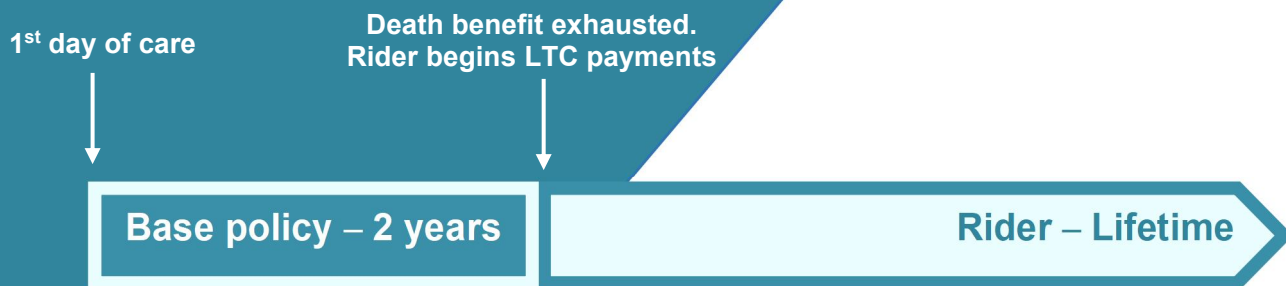 1st day of care
Death benefit exhausted.
Rider begins LTC payments
Base policy – 2 years
Rider – Lifetime